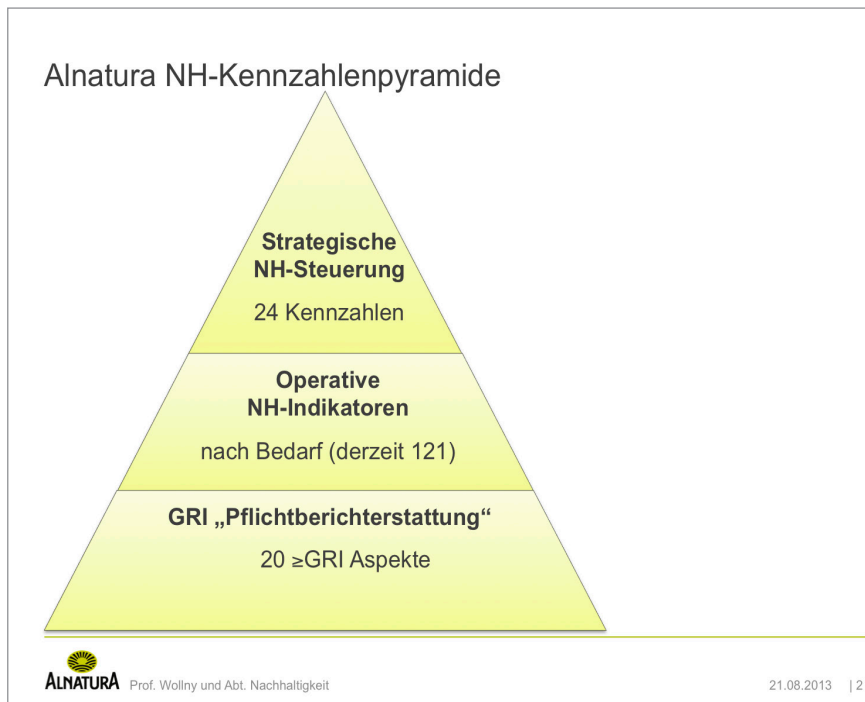 Alnatura NH-Kennzahlenpyramide
Strategische
NH-Steuerung
24 Kennzahlen
Operative
NH-Indikatoren
nach Bedarf (derzeit 121)
GRI „Pflichtberichterstattung“
20 ≥GRI Aspekte
ALNATURA Prof. Wollny und Abt. Nachhaltigkeit 21.08.2013 | 2